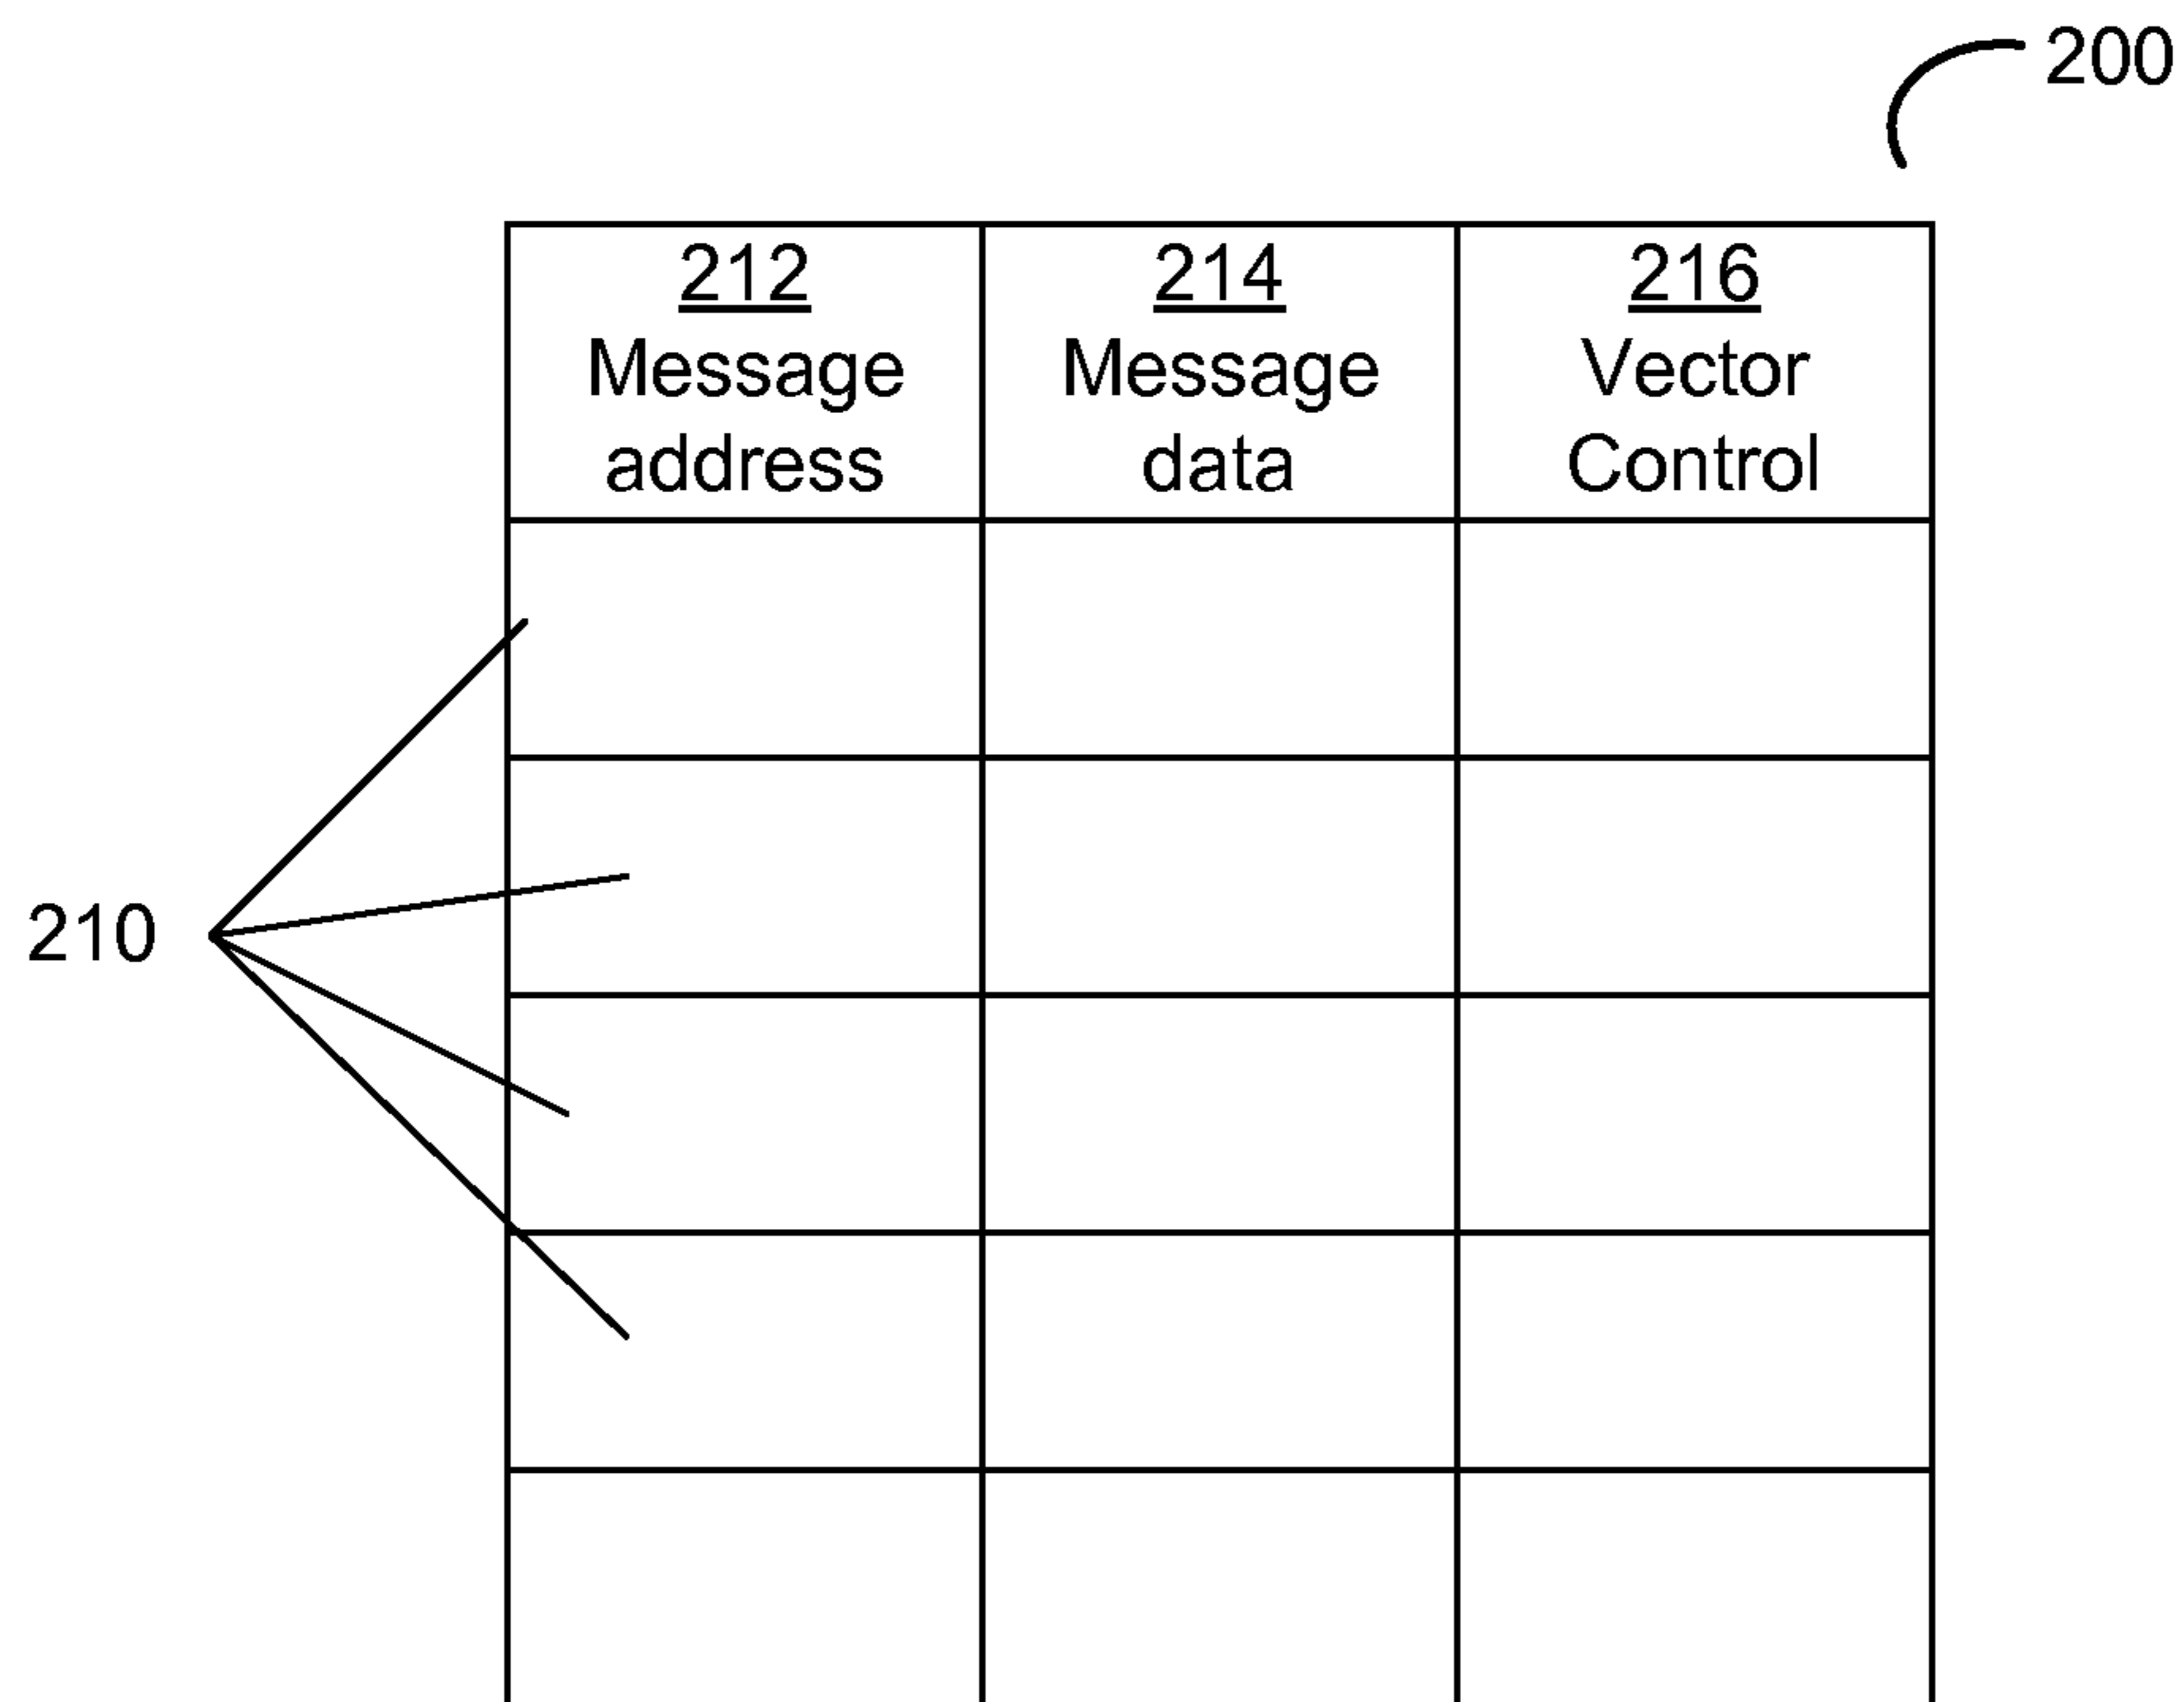 200
212 214 216
Message Message Vector
address data Control
210